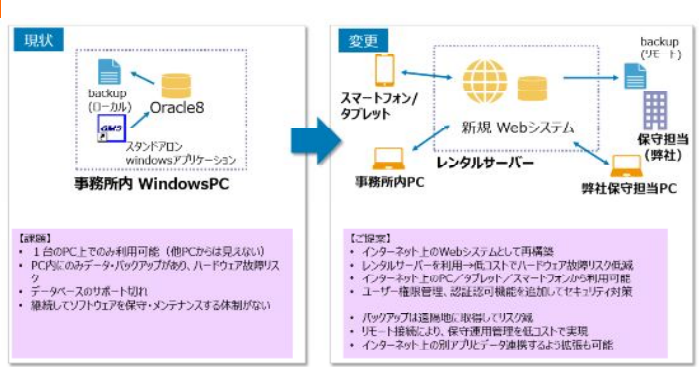 現状
backup
(ローカル)
Oracle8
GMS
スタンドアロン
windowsアプリケーション
事務所内 WindowsPC
【課題】
• 1台のPC上でのみ利用可能（他PCからは見えない）
• PC内にのみデータ・バックアップがあり、ハードウェア故障リス
ク
• データベースのサポート切れ
• 継続してソフトウェアを保守・メンテナンスする体制がない
変更
backup
(リモート)
スマートフォン/
タブレット
新規 Webシステム
保守担当
(弊社)
レンタルサーバー
事務所内PC
弊社保守担当PC
【ご提案】
• インターネット上のWebシステムとして再構築
• レンタルサーバーを利用→低コストでハードウェア故障リスク低減
• インターネット上のPC/タブレット/スマートフォンから利用可能
• ユーザー権限管理、認証認可機能を追加してセキュリティ対策
• バックアップは遠隔地に取得してリスク減
• リモート接続により、保守運用管理を低コストで実現
• インターネット上の別アプリとデータ連携するよう拡張も可能